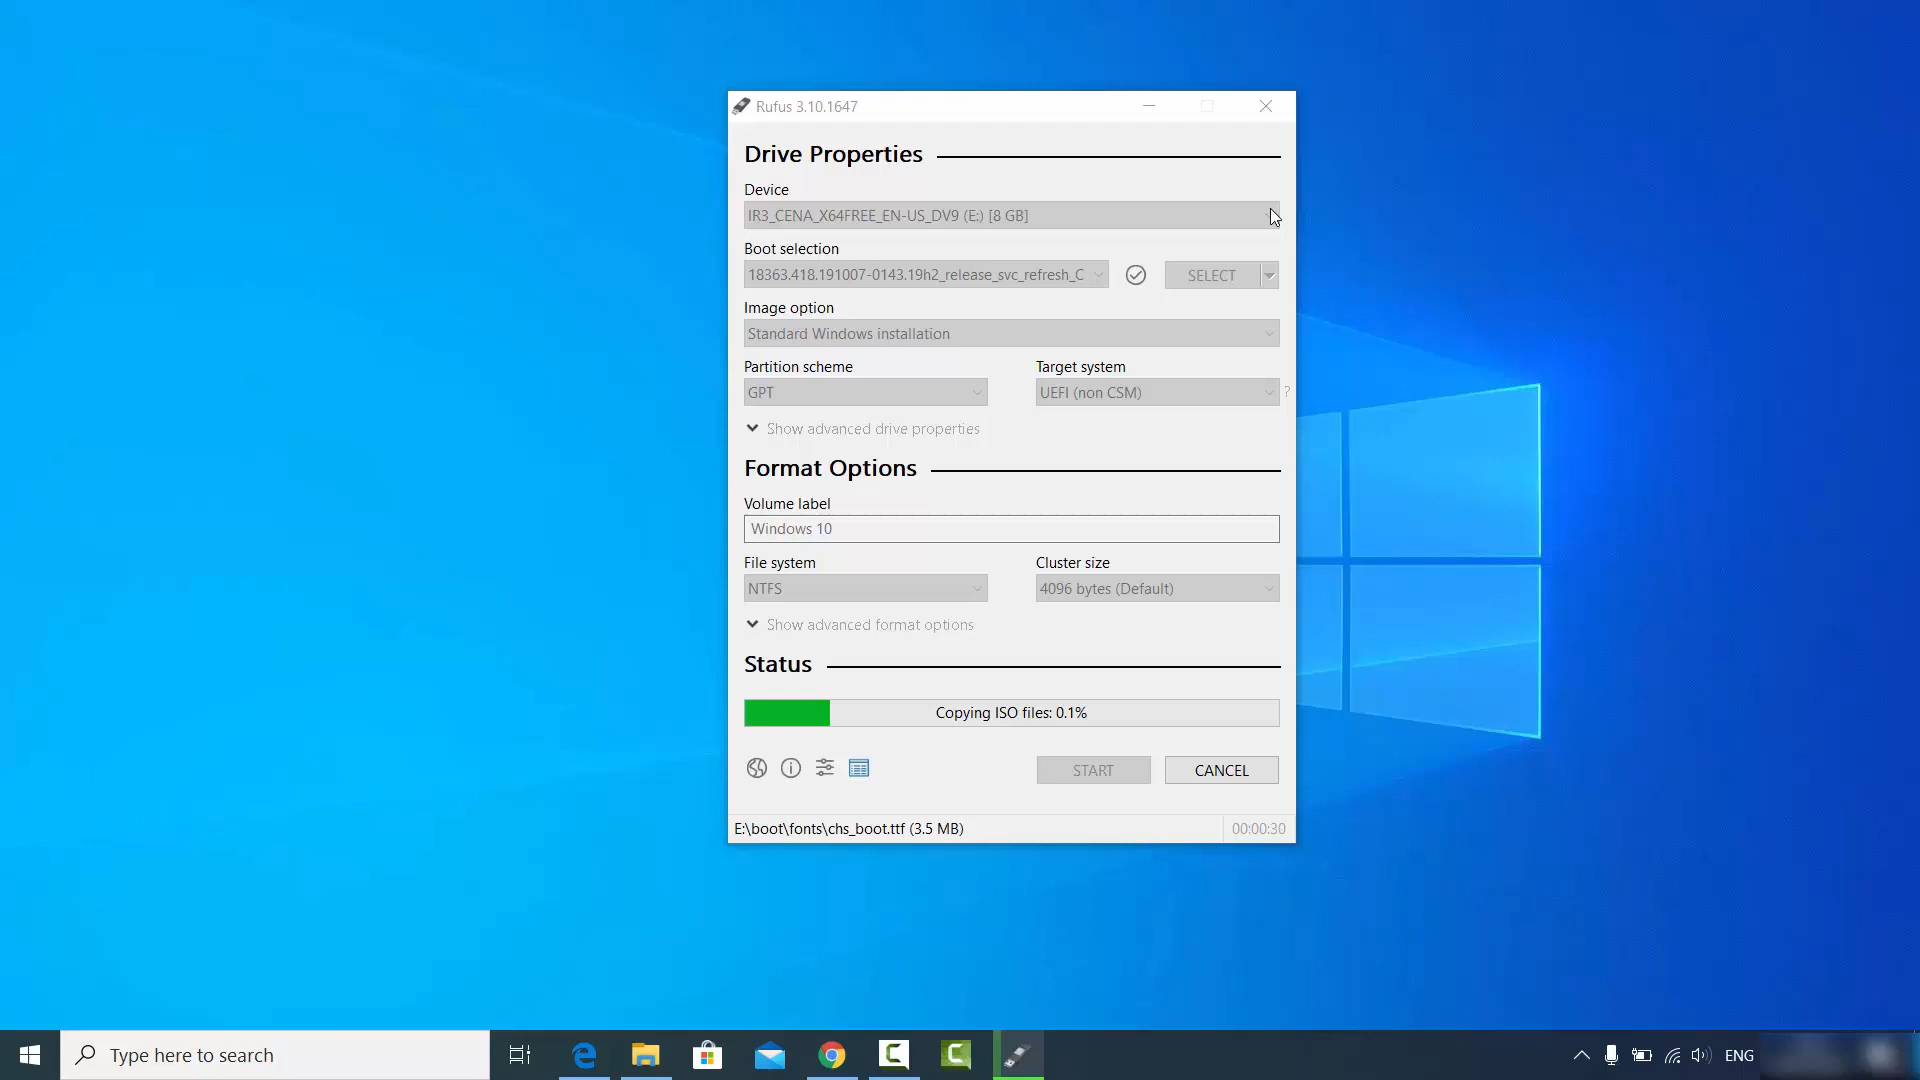 Rufus 3.10.1647
Drive Properties
Device
IR3_CENA_X64FREE_EN-US_DV9 (E:) [8 GB]
Boot selection
18363.418.191007-0143.19h2_release_svc_refresh_C
SELECT
Image option
Standard Windows installation
Partition scheme
Target system
GPT
UEFI (non CSM)
?
Show advanced drive properties
Format Options
Volume label
Windows 10
File system
Cluster size
NTFS
4096 bytes (Default)
Show advanced format options
Status
Copying ISO files: 0.1%
START
CANCEL
E:\boot\fonts\chs_boot.ttf (3.5 MB)
00:00:30
Type here to search
ENG